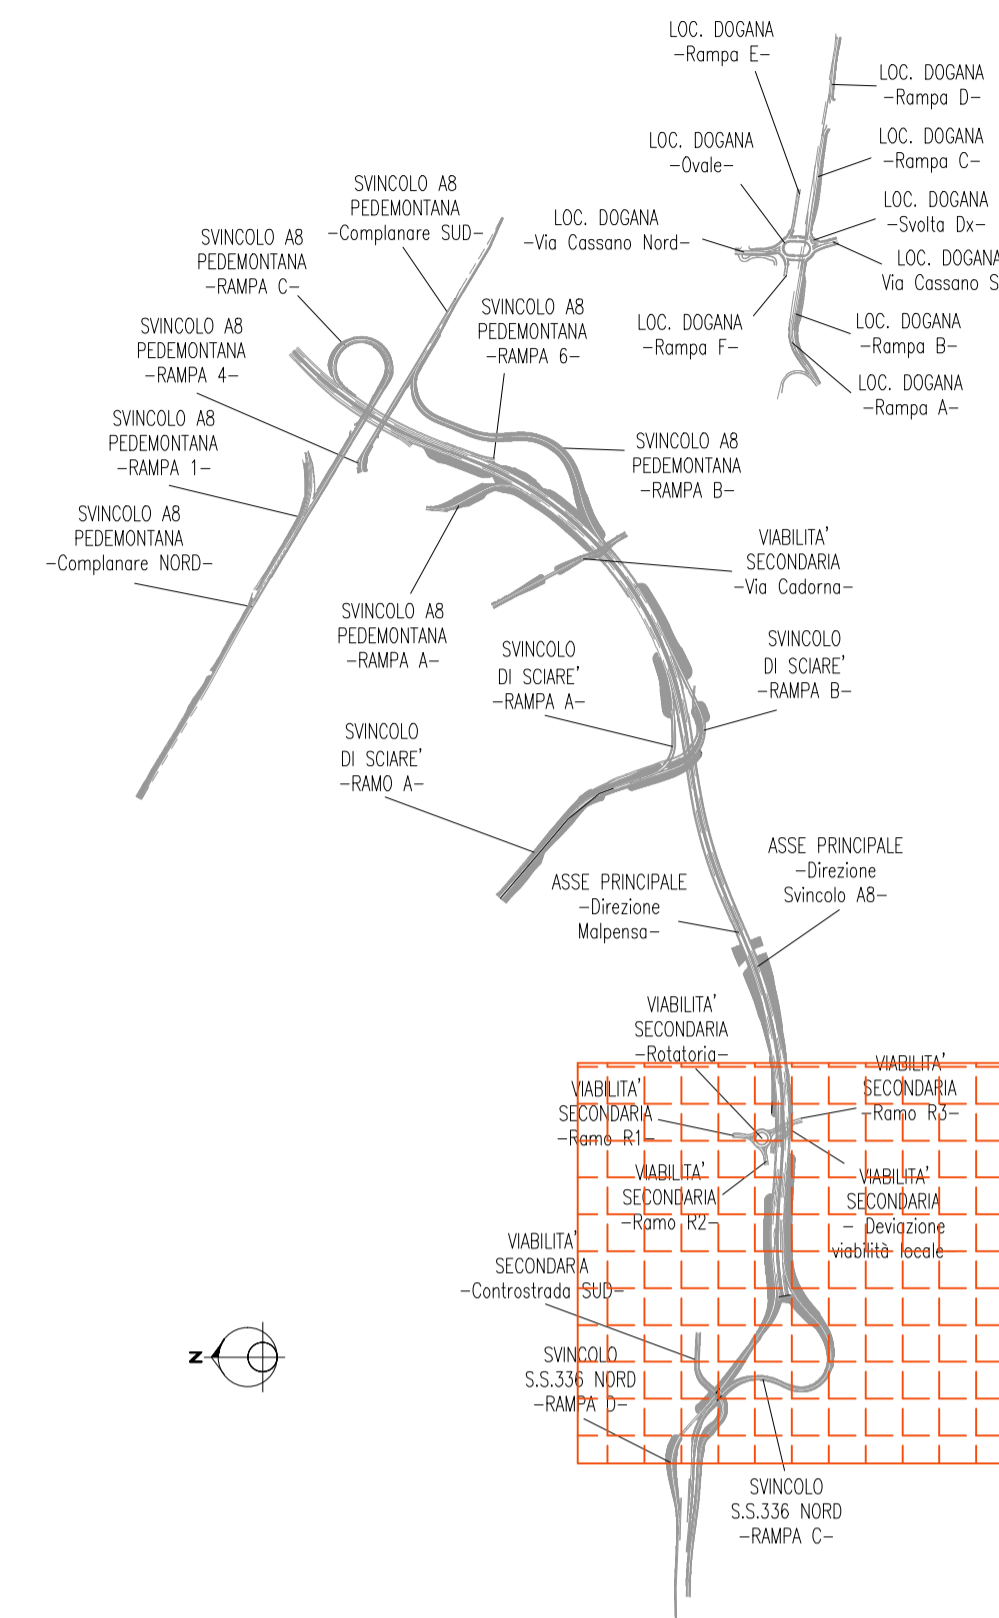 LOC. DOGANA
-Rampa E-
LOC. DOGANA
-Rampa D-
LOC. DOGANA
-Ovale-
LOC. DOGANA
-Rampa C-
SVINCOLO A8
PEDEMONTANA
-Complanare SUD-
LOC. DOGANA
-Via Cassano Nord-
LOC. DOGANA
-Svolta Dx-
SVINCOLO A8
PEDEMONTANA
-RAMPA C-
LOC. DOGANA
Via Cassano S
SVINCOLO A8
PEDEMONTANA
-RAMPA 6-
LOC. DOGANA
-Rampa F-
LOC. DOGANA
-Rampa B-
SVINCOLO A8
PEDEMONTANA
-RAMPA 4-
LOC. DOGANA
-Rampa A-
SVINCOLO A8
PEDEMONTANA
-RAMPA 1-
SVINCOLO A8
PEDEMONTANA
-RAMPA B-
SVINCOLO A8
PEDEMONTANA
-Complanare NORD-
VIABILITA'
SECONDARIA
-Via Cadorna-
SVINCOLO A8
PEDEMONTANA
-RAMPA A-
SVINCOLO
DI SCIARE'
-RAMPA A-
SVINCOLO
DI SCIARE'
-RAMPA B-
SVINCOLO
DI SCIARE'
-RAMO A-
ASSE PRINCIPALE
-Direzione
Svincolo A8-
ASSE PRINCIPALE
-Direzione
Malpensa-
VIABILITA'
SECONDARIA
-Rotatoria-
VIABILITA'
SECONDARIA
-Ramo R3-
VIABILITA'
SECONDARIA
-Ramo R1-
VIABILITA'
SECONDARIA
-Ramo R2-
VIABILITA'
SECONDARIA
- Deviazione
viabilità locale
VIABILITA'
SECONDARIA
-Controstrada SUD-
N
SVINCOLO
S.S.336 NORD
-RAMPA D-
SVINCOLO
S.S.336 NORD
-RAMPA C-